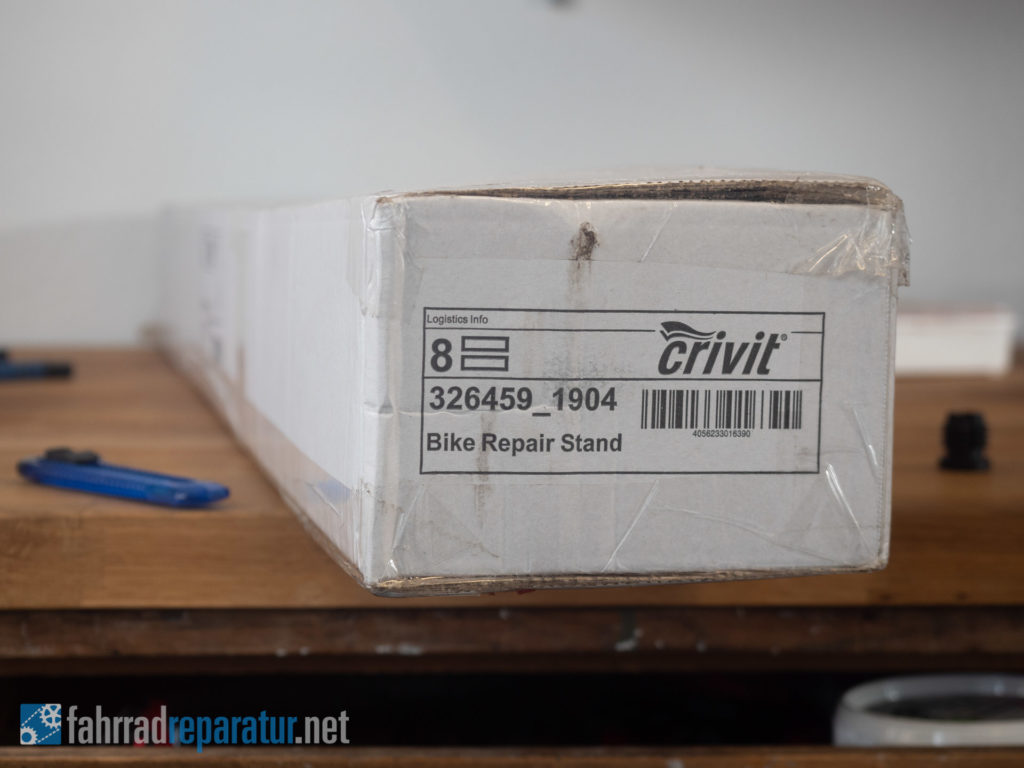 Logistics Info
8
crivit®
326459_1904
4056233016390
Bike Repair Stand
fahrradreparatur.net